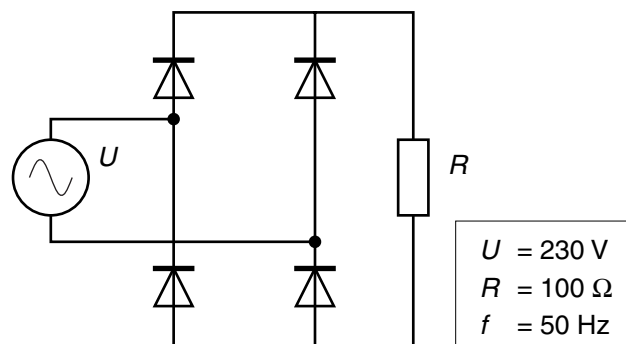 U
R
U = 230 V
R = 100 Ω
f = 50 Hz